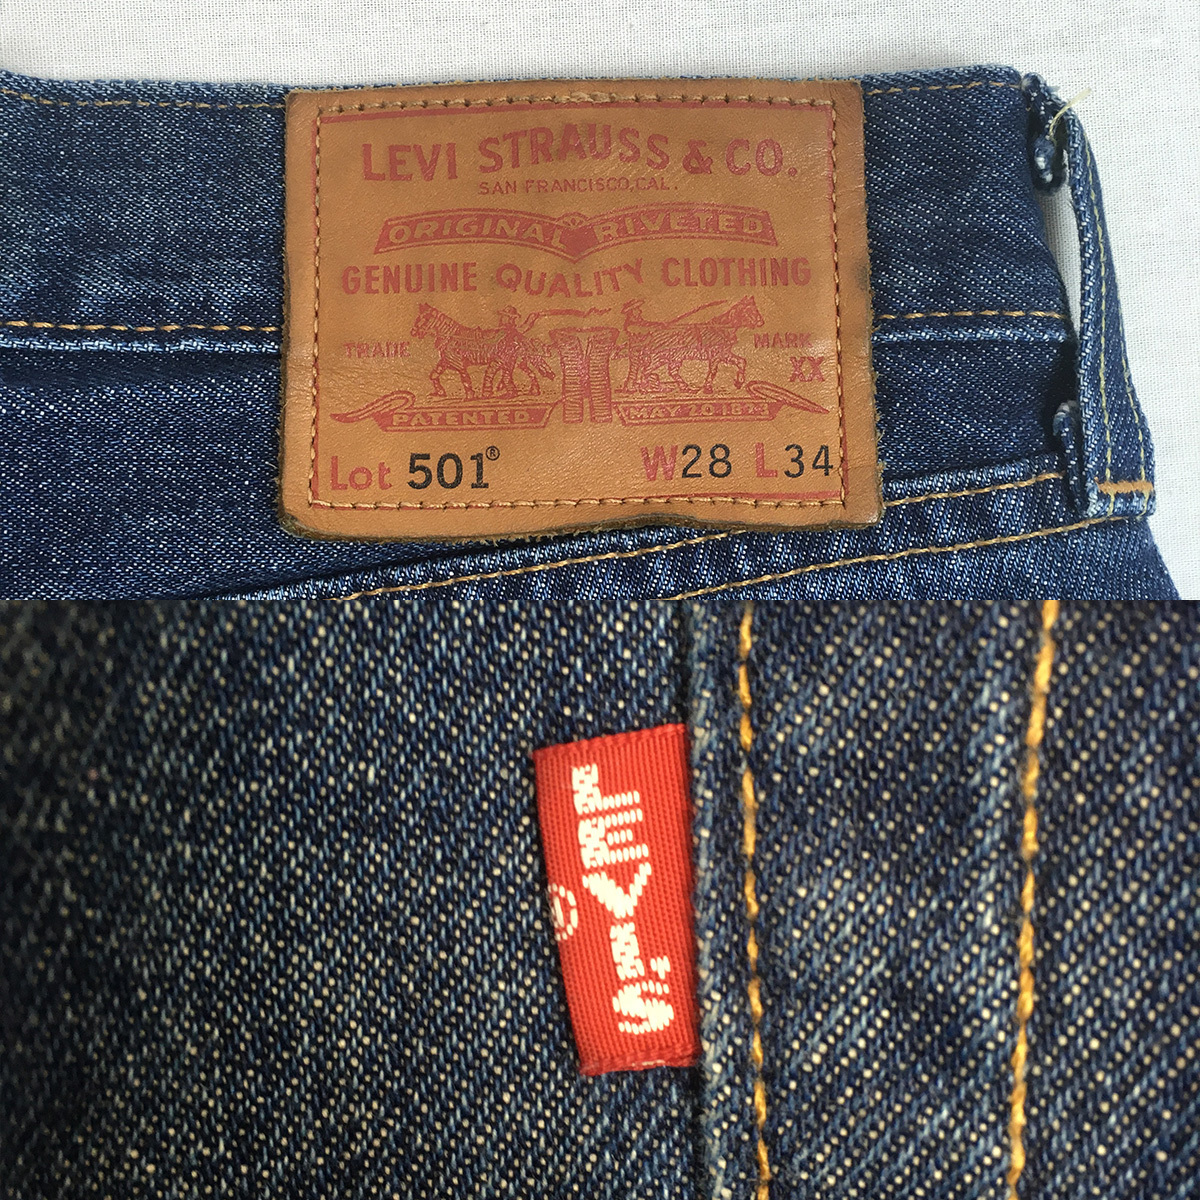 LEVI STRAUSS & CO.
SAN FRANCISCO, CAL.
ORIGINAL RIVETED
GENUINE QUALITY CLOTHING
TRADE MARK
XX
PATENTED MAY 20 1873
Lot 501® W28 L34
LEVI'S
®